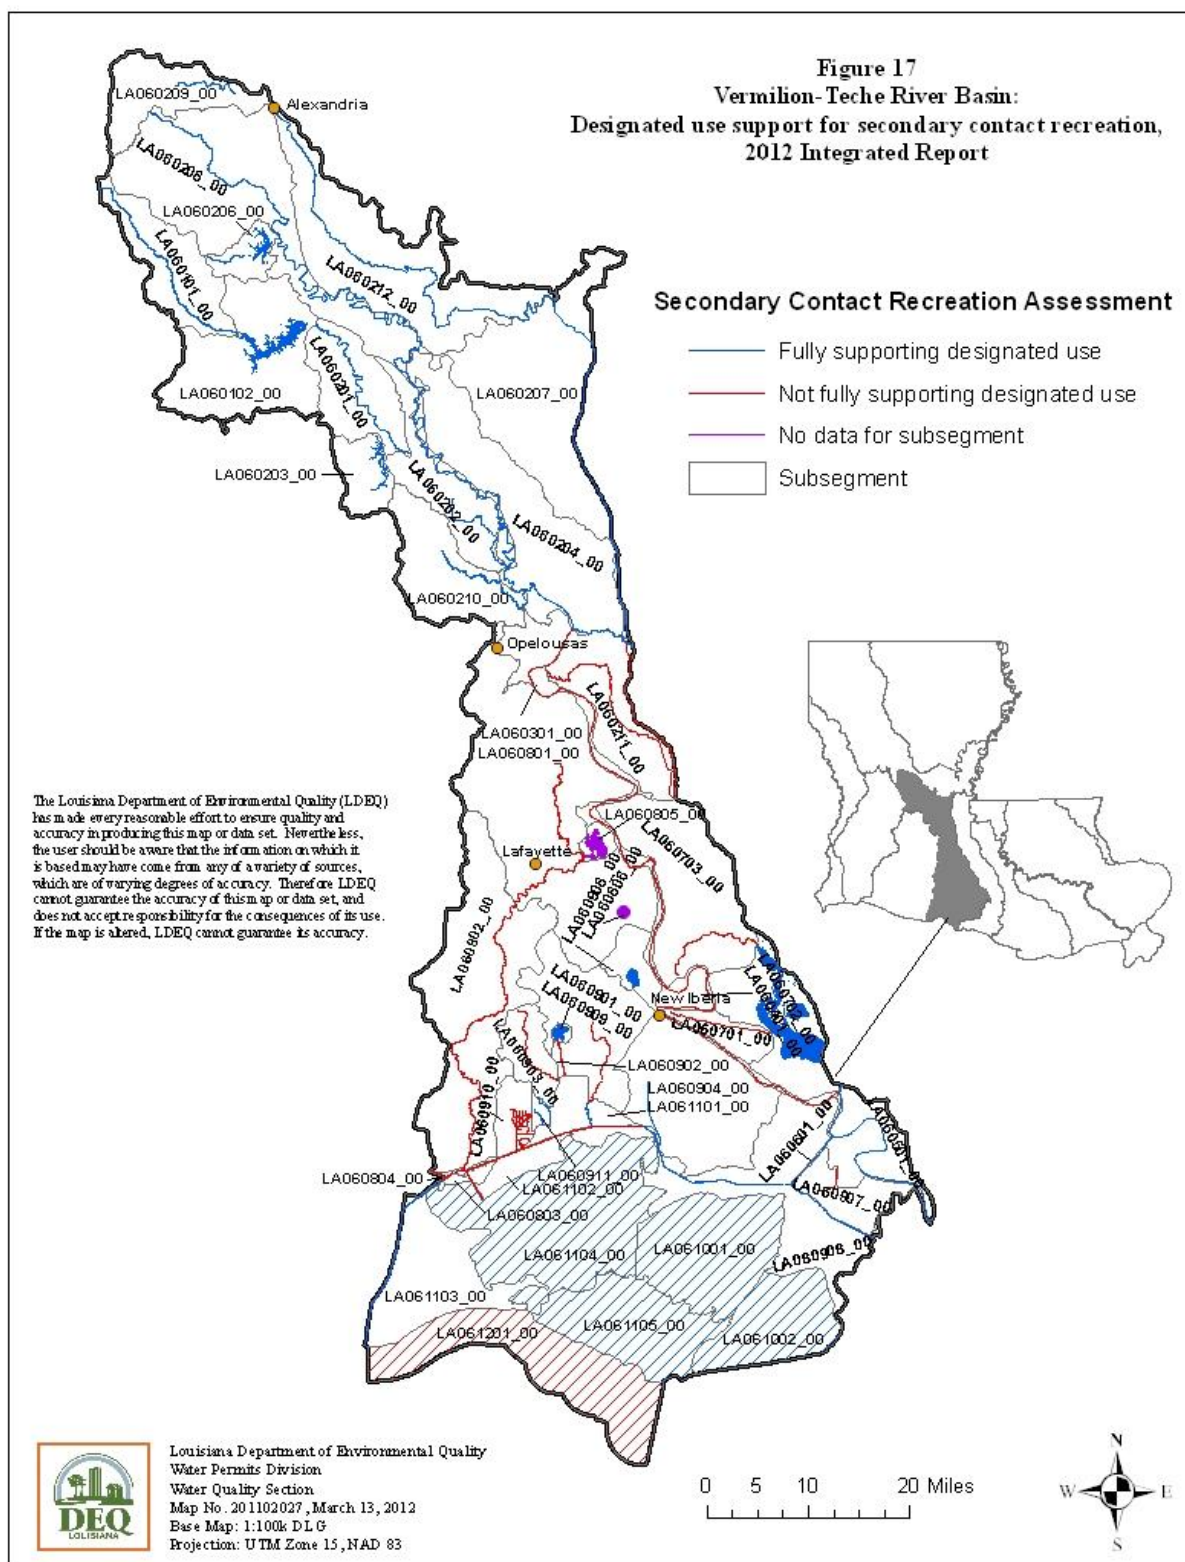 Figure 17
Vermilion-Teche River Basin:
Designated use support for secondary contact recreation,
2012 Integrated Report
LA060209_00
Alexandria
LA060208_00
LA060206_00
LA060101_00
LA060212_00
LA060201_00
LA060102_00
LA060207_00
LA060203_00
LA060202_00
LA060204_00
LA060210_00
Secondary Contact Recreation Assessment
Fully supporting designated use
Not fully supporting designated use
No data for subsegment
Subsegment
Opelousas
LA060211_00
LA060301_00
LA060801_00
The Louisiana Department of Environmental Quality (LDEQ)
has made every reasonable effort to ensure quality and
accuracy in producing this map or data set. Nevertheless,
the user should be aware that the information on which it
is based may have come from any of a variety of sources,
which are of varying degrees of accuracy. Therefore LDEQ
cannot guarantee the accuracy of this map or data set, and
does not accept responsibility for the consequences of its use.
If the map is altered, LDEQ cannot guarantee its accuracy.
LA060805_00
LA060703_00
Lafayette
LA060806_00
LA060802_00
LA060901_00
LA060909_00
New Iberia
LA060702_00
LA060401_00
LA060701_00
LA060903_00
LA060902_00
LA060910_00
LA060904_00
LA061101_00
LA060601_00
LA060501_00
LA060804_00
LA060911_00
LA061102_00
LA060907_00
LA060803_00
LA061104_00
LA061001_00
LA060906_00
LA061103_00
LA061105_00
LA061201_00
LA061002_00
DEQ
LOUISIANA
Louisiana Department of Environmental Quality
Water Permits Division
Water Quality Section
Map No. 201102027, March 13, 2012
Base Map: 1:100k DLG
Projection: UTM Zone 15, NAD 83
0 5 10 20 Miles
N
W E
S